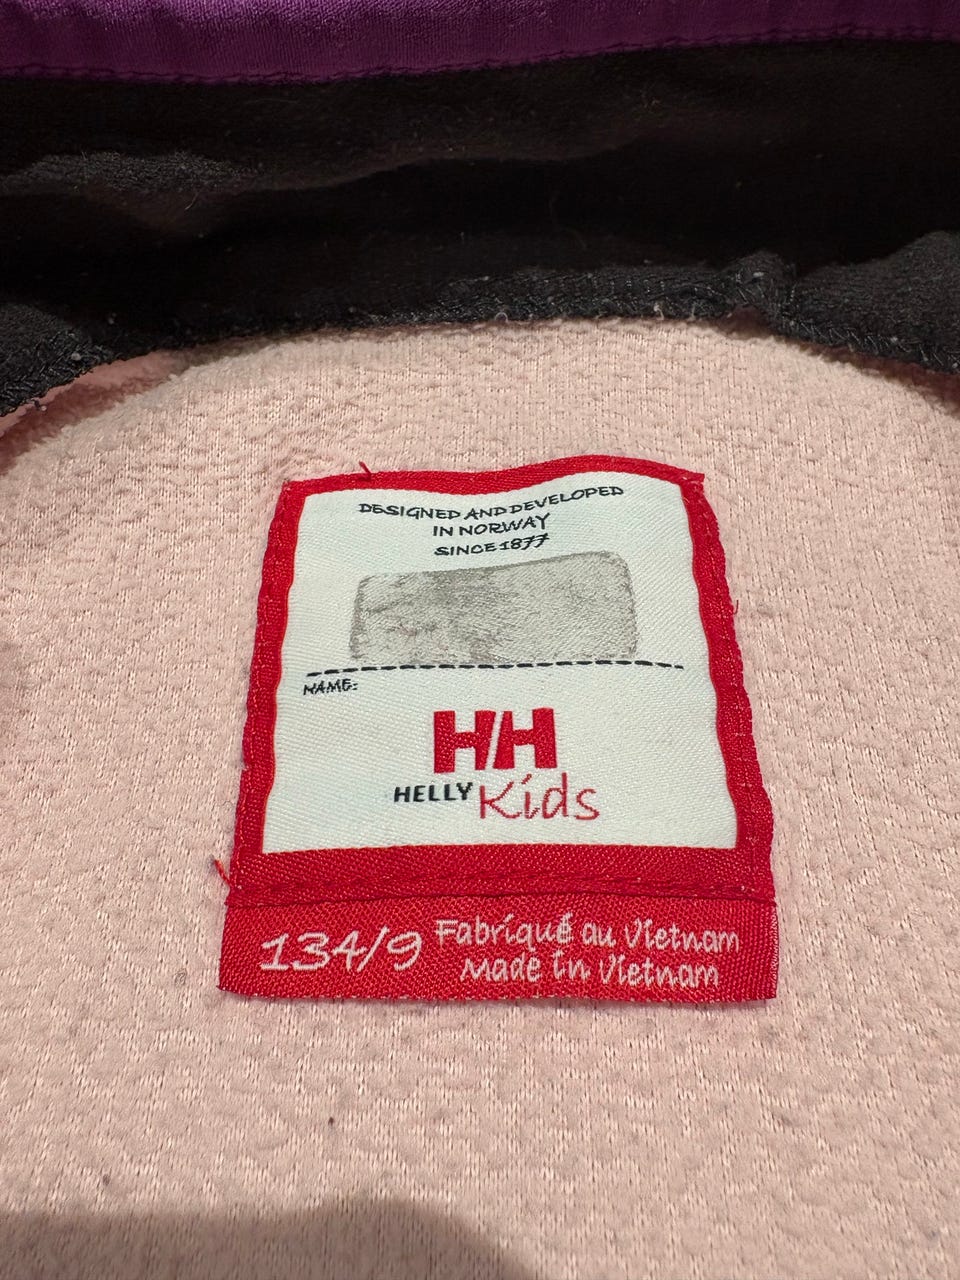 DESIGNED AND DEVELOPED
IN NORWAY
SINCE 1877
NAME:
HH
HELLY Kids
134/9
Fabriqué au Vietnam
Made in Vietnam